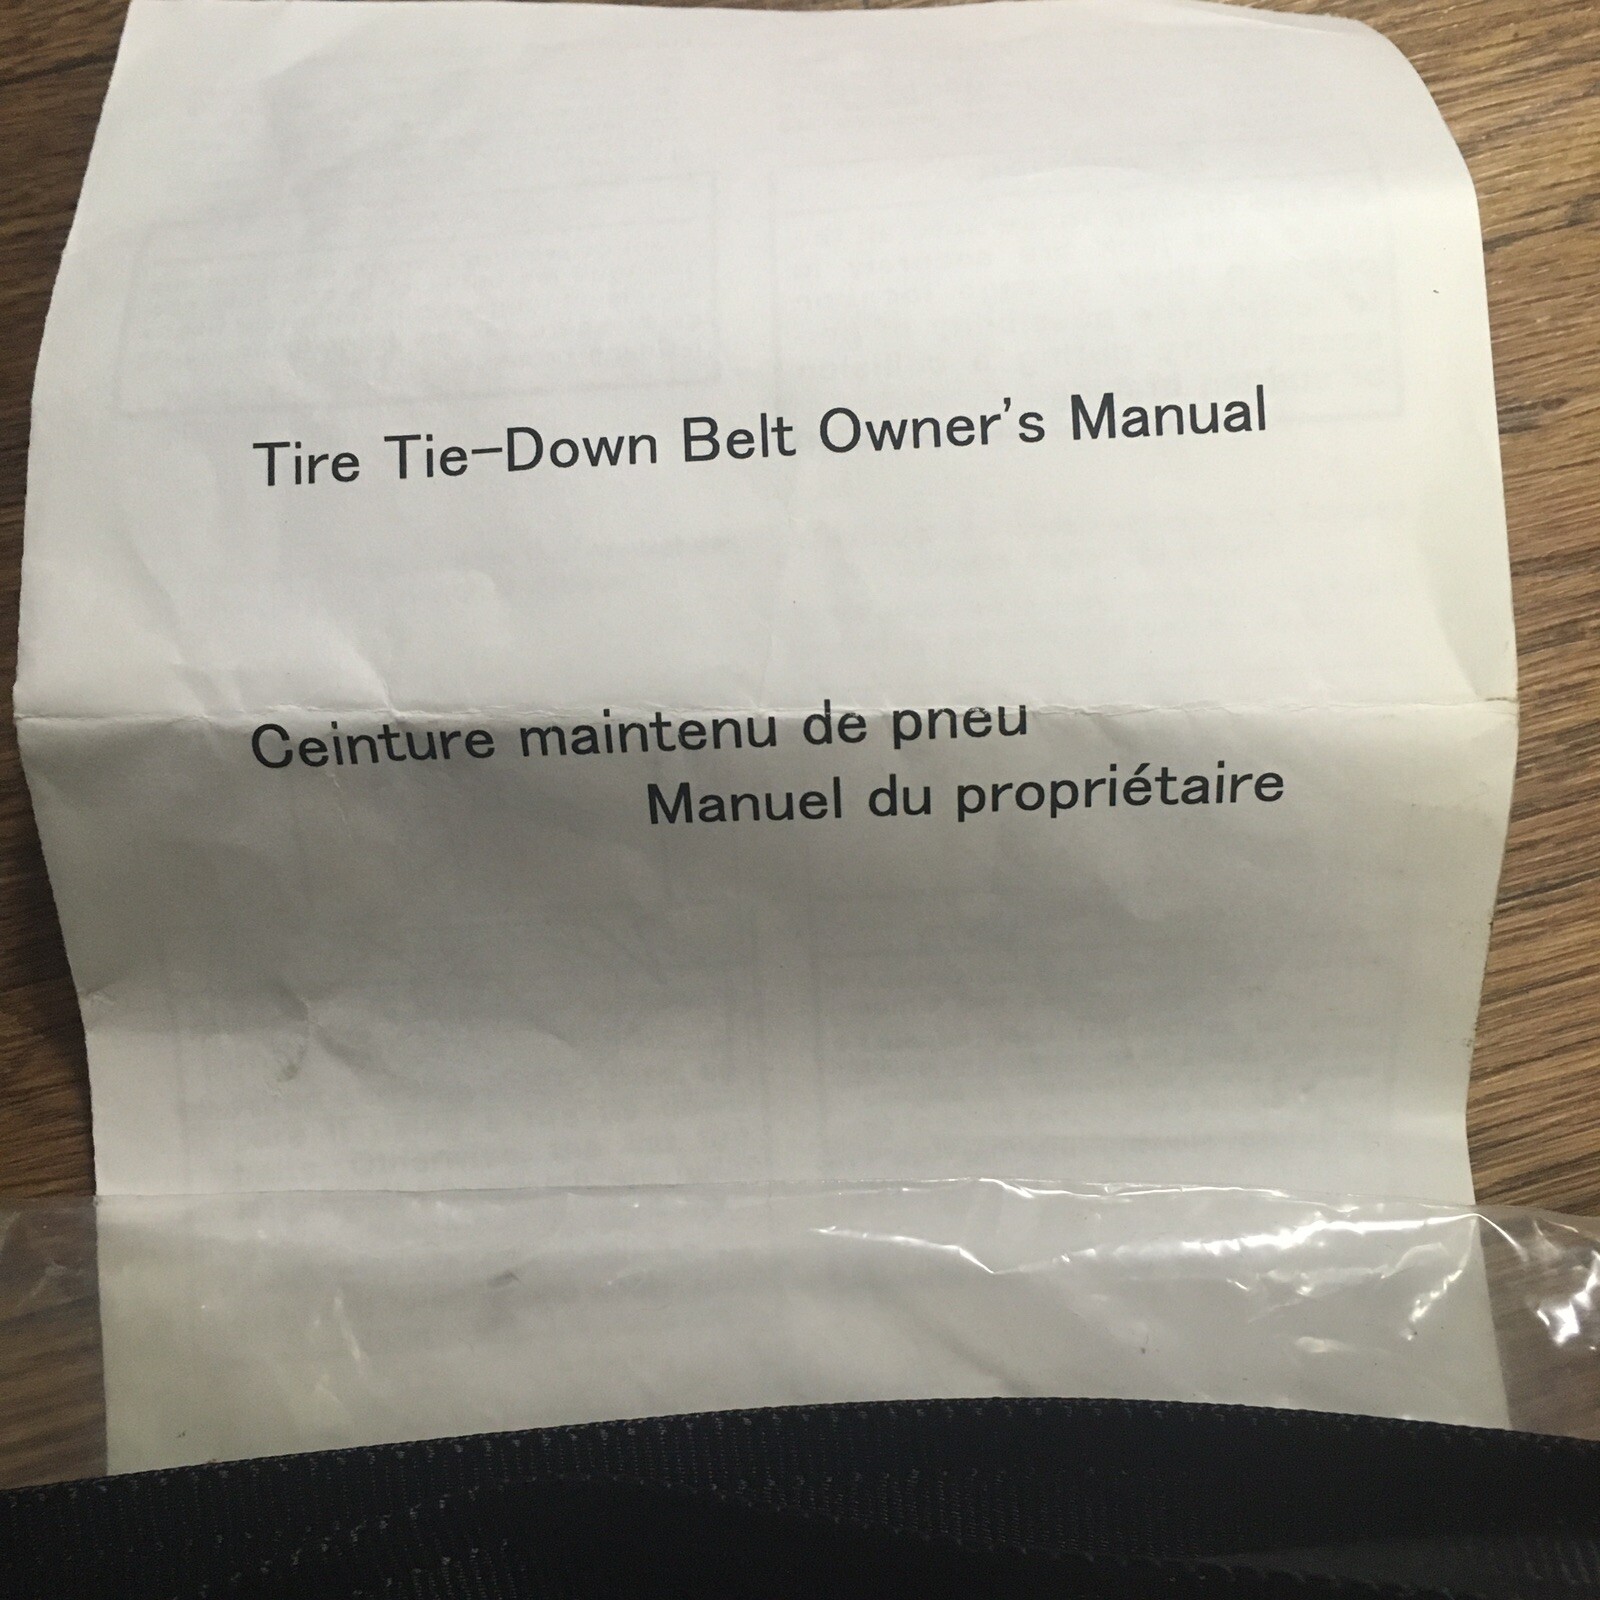 Tire Tie-Down Belt Owner's Manual
Ceinture maintenu de pneu
Manuel du propriétaire